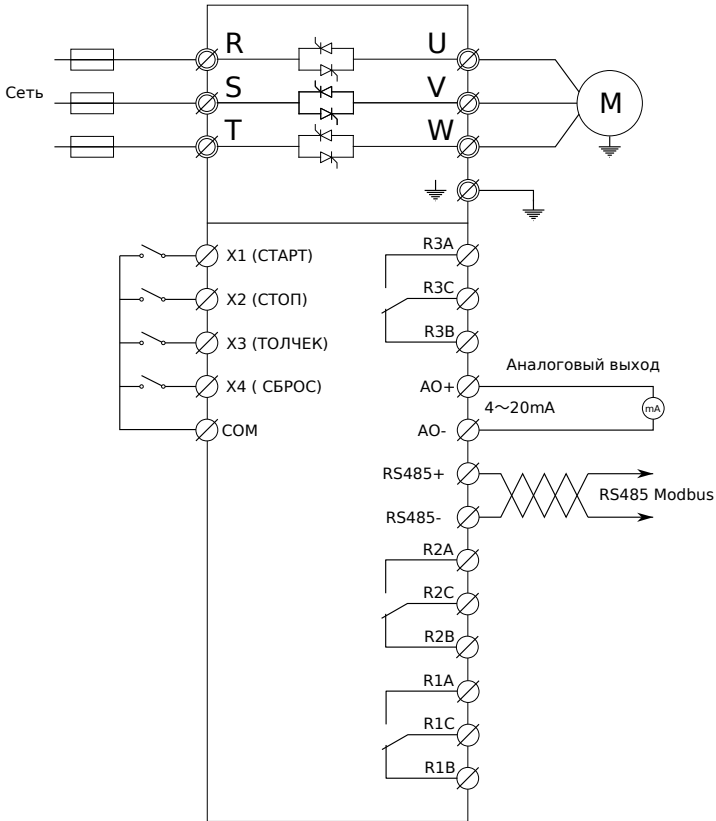 R
U
Сеть
S
V
M
T
W
X1 (СТАРТ)
X2 (СТОП)
X3 (ТОЛЧЕК)
X4 ( СБРОС)
COM
R3A
R3C
R3B
Аналоговый выход
AO+
4～20mA
mA
AO-
RS485+
RS485 Modbus
RS485-
R2A
R2C
R2B
R1A
R1C
R1B